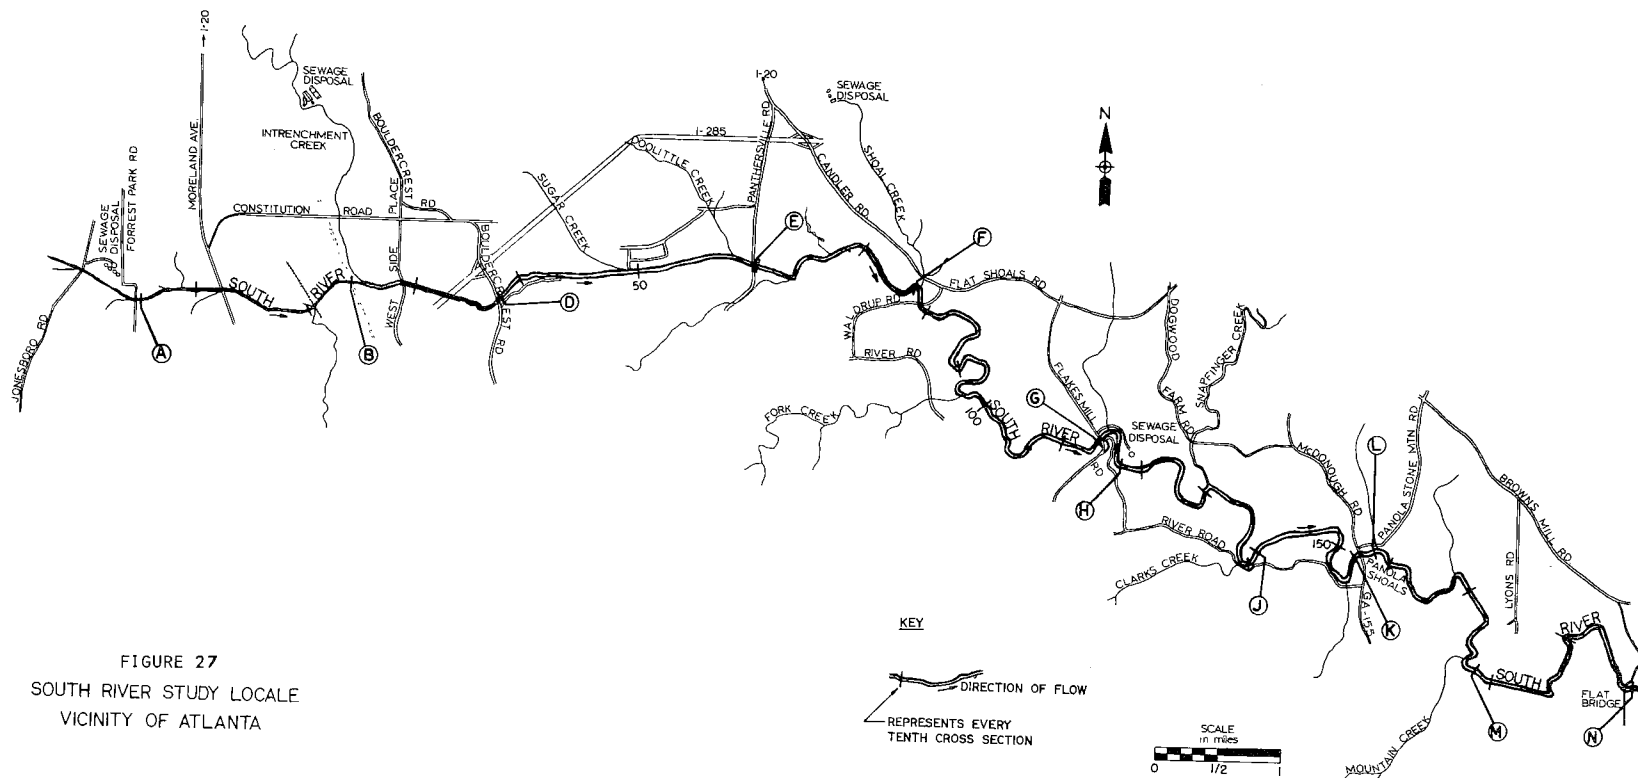 I-20
MORELAND AVE.
SEWAGE
DISPOSAL
INTRENCHMENT
CREEK
BOULDERCREST
RD
SEWAGE
DISPOSAL
FORREST PARK RD
CONSTITUTION ROAD
WEST SIDE PLACE
BOULDERCREST RD
JONESBORO RD
SOUTH RIVER
A
B
D
SUGAR CREEK
I-285
DOOLITTLE CREEK
50
I-20
PANTHERSVILLE RD
E
CANDLER RD
SEWAGE
DISPOSAL
SHOAL CREEK
F
FLAT SHOALS RD
WALDRUP RD
RIVER RD
FORK CREEK
100
SOUTH RIVER
G
FLAKES MILL
RD
SEWAGE
DISPOSAL
H
N
DOGWOOD
FARM RD
SNAPFINGER CREEK
RIVER ROAD
CLARKS CREEK
J
McDONOUGH RD
150
L
PANOLA STONE MTN RD
PANOLA
SHOALS
GA-155
K
BROWNS MILL RD
LYONS RD
SOUTH RIVER
FLAT
BRIDGE
MOUNTAIN CREEK
M
N
KEY
DIRECTION OF FLOW
REPRESENTS EVERY
TENTH CROSS SECTION
SCALE
in miles
0 1/2 1
FIGURE 27
SOUTH RIVER STUDY LOCALE
VICINITY OF ATLANTA